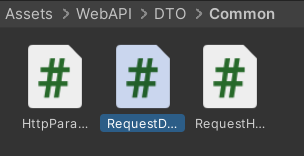 Assets > WebAPI > DTO > Common
HttpPara... RequestD... RequestH...